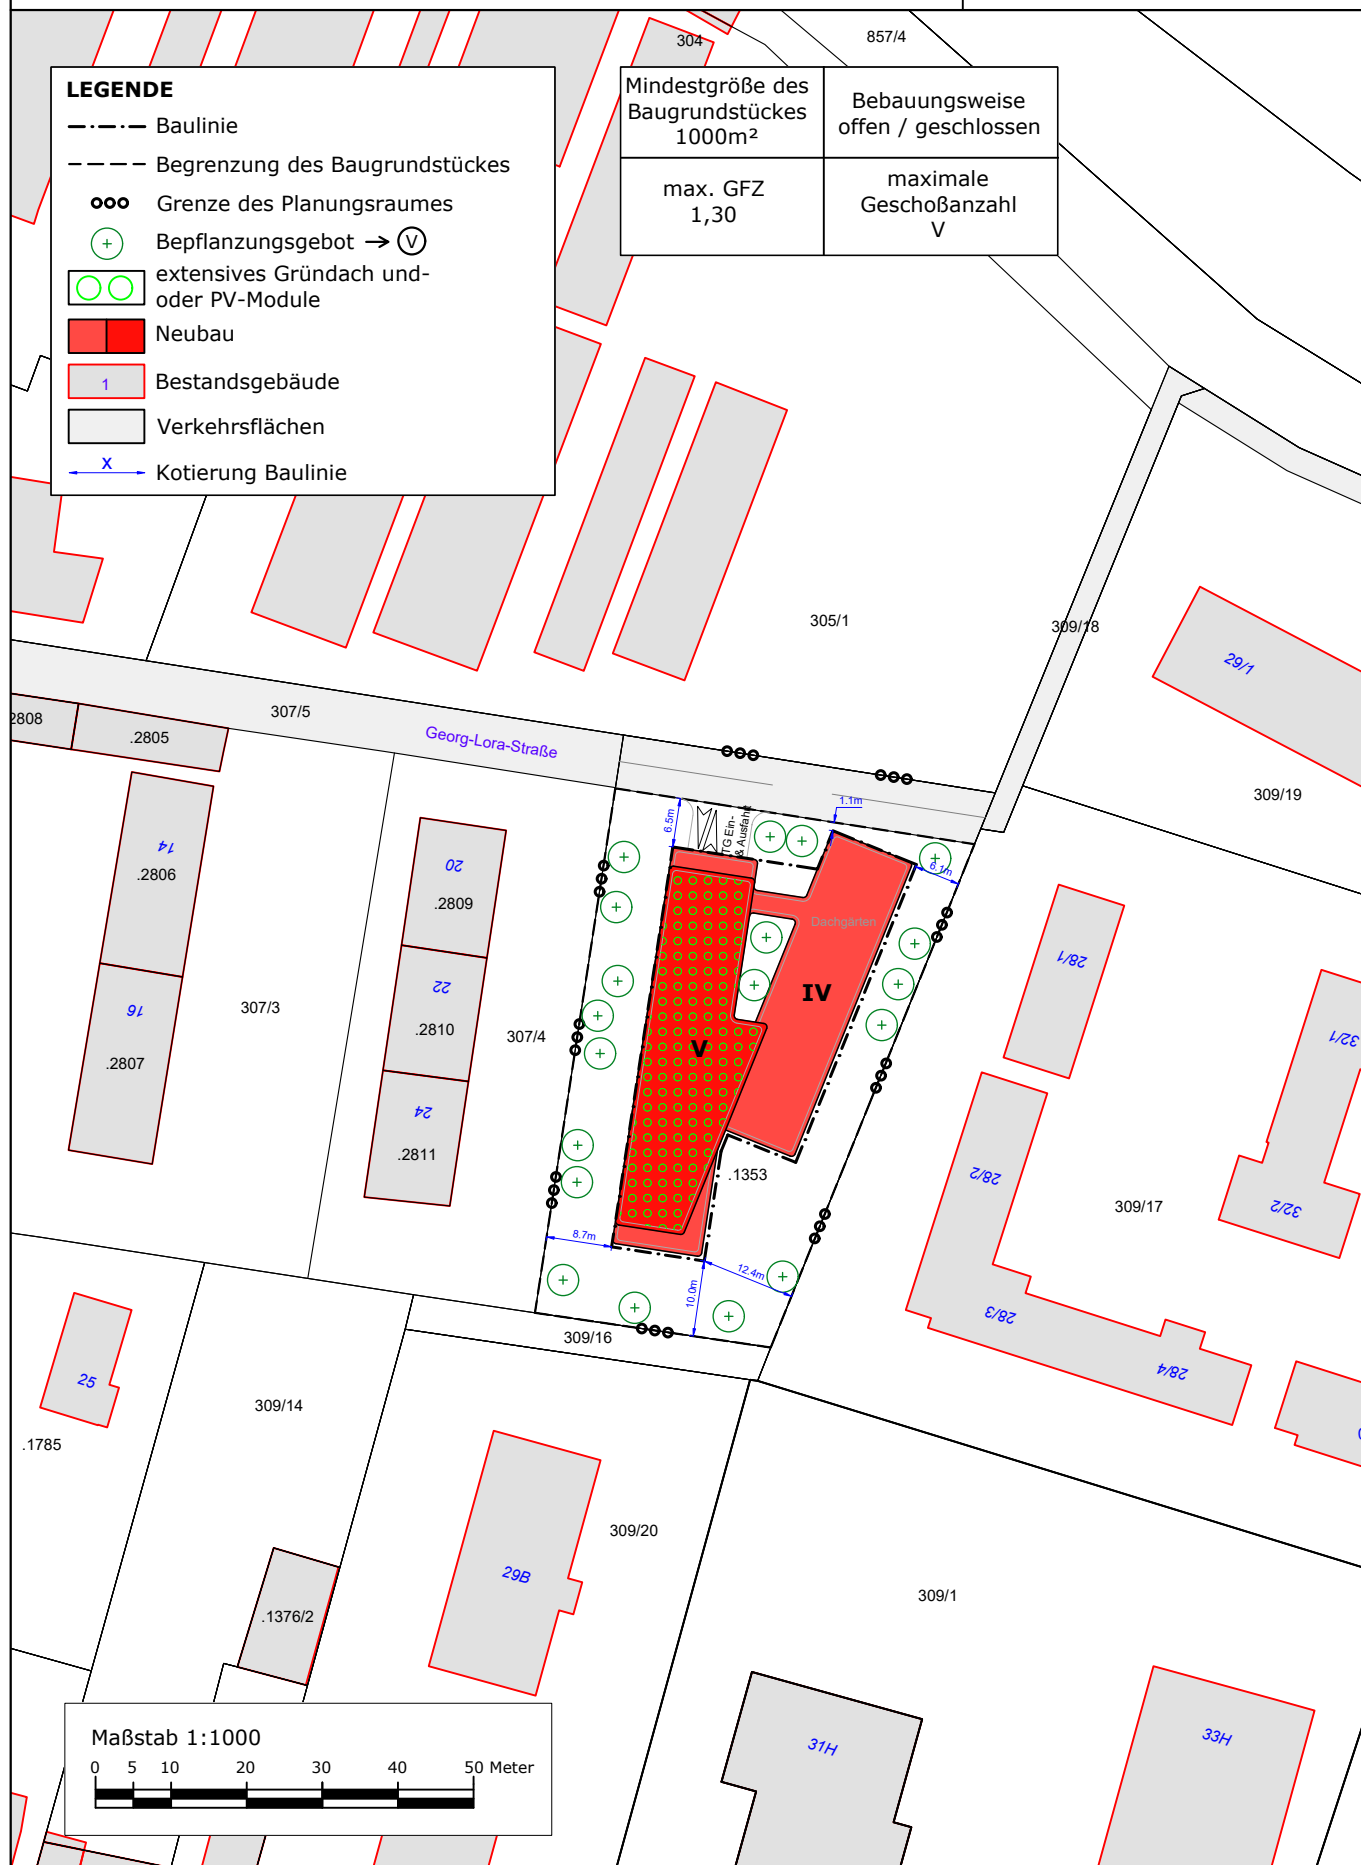 304
857/4
LEGENDE
Baulinie
Begrenzung des Baugrundstückes
Grenze des Planungsraumes
Bepflanzungsgebot → V
extensives Gründach und-
oder PV-Module
Neubau
1 Bestandsgebäude
Verkehrsflächen
x Kotierung Baulinie
Mindestgröße des
Baugrundstückes
1000m²
Bebauungsweise
offen / geschlossen
max. GFZ
1,30
maximale
Geschoßanzahl
V
305/1
309/18
29/1
2808
.2805
307/5
Georg-Lora-Straße
309/19
14
.2806
16
.2807
307/3
20
.2809
22
.2810
24
.2811
307/4
6.5m
TG Ein-
& Ausfahrt
1.1m
6.1m
Dachgärten
IV
V
.1353
8.7m
10.0m
12.4m
28/1
28/2
28/3
28/4
32/1
32/2
309/17
309/16
25
.1785
309/14
29B
309/20
.1376/2
309/1
31H
33H
Maßstab 1:1000
0 5 10 20 30 40 50 Meter